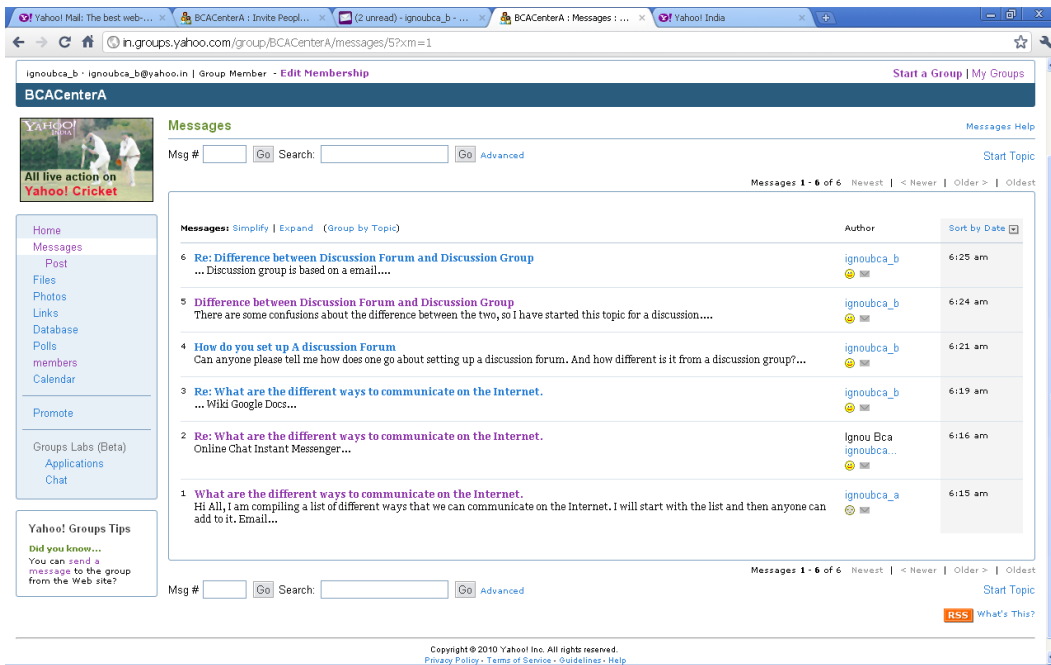 Yahoo! Mail: The best web-...
BCACenterA : Invite Peopl...
(2 unread) - ignoubca_b - ...
BCACenterA : Messages : ...
Yahoo! India
in.groups.yahoo.com/group/BCACenterA/messages/5?xm=1
ignoubca_b · ignoubca_b@yahoo.in | Group Member - Edit Membership
Start a Group | My Groups
BCACenterA
YAHOO!
INDIA
All live action on
Yahoo! Cricket
Home
Messages
Post
Files
Photos
Links
Database
Polls
members
Calendar
Promote
Groups Labs (Beta)
Applications
Chat
Yahoo! Groups Tips
Did you know...
You can send a
message to the group
from the Web site?
Messages
Messages Help
Msg # Go Search: Go Advanced
Start Topic
Messages 1 - 6 of 6 Newest | < Newer | Older > | Oldest
Messages: Simplify | Expand (Group by Topic)
Author
Sort by Date
6 Re: Difference between Discussion Forum and Discussion Group
... Discussion group is based on a email....
ignoubca_b
6:25 am
5 Difference between Discussion Forum and Discussion Group
There are some confusions about the difference between the two, so I have started this topic for a discussion....
ignoubca_b
6:24 am
4 How do you set up A discussion Forum
Can anyone please tell me how does one go about setting up a discussion forum. And how different is it from a discussion group?...
ignoubca_b
6:21 am
3 Re: What are the different ways to communicate on the Internet.
... Wiki Google Docs...
ignoubca_b
6:19 am
2 Re: What are the different ways to communicate on the Internet.
Online Chat Instant Messenger...
Ignou Bca
ignoubca...
6:16 am
1 What are the different ways to communicate on the Internet.
Hi All, I am compiling a list of different ways that we can communicate on the Internet. I will start with the list and then anyone can
add to it. Email...
ignoubca_a
6:15 am
Messages 1 - 6 of 6 Newest | < Newer | Older > | Oldest
Msg # Go Search: Go Advanced
Start Topic
RSS What's This?
Copyright © 2010 Yahoo! Inc. All rights reserved.
Privacy Policy - Terms of Service - Guidelines - Help